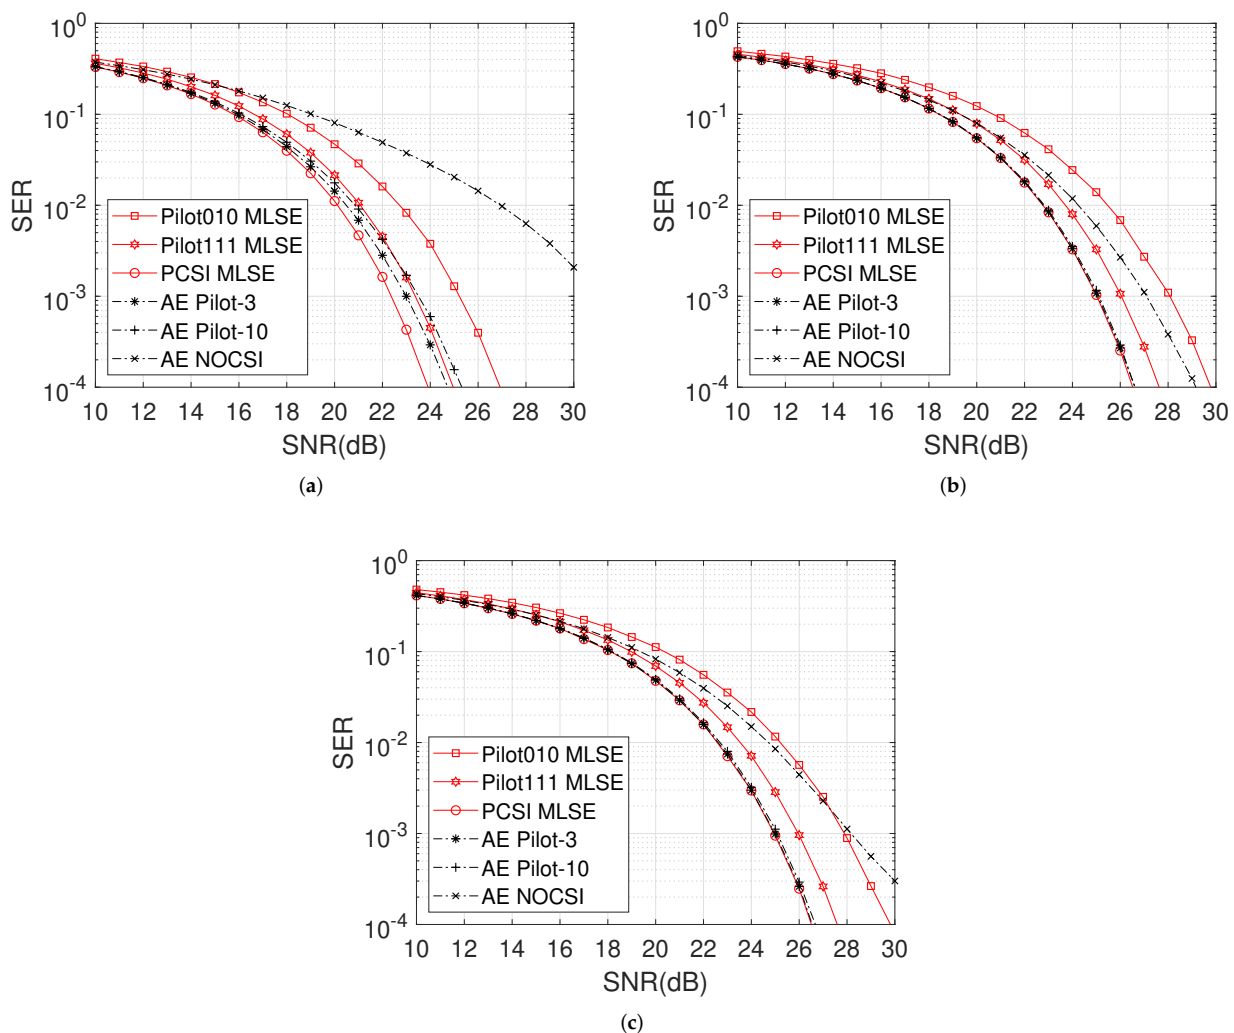 10^0
10^-1
10^-2
10^-3
10^-4
SER
Pilot010 MLSE
Pilot111 MLSE
PCSI MLSE
AE Pilot-3
AE Pilot-10
AE NOCSI
10 12 14 16 18 20 22 24 26 28 30
SNR(dB)
(a)
10^0
10^-1
10^-2
10^-3
10^-4
SER
Pilot010 MLSE
Pilot111 MLSE
PCSI MLSE
AE Pilot-3
AE Pilot-10
AE NOCSI
10 12 14 16 18 20 22 24 26 28 30
SNR(dB)
(b)
10^0
10^-1
10^-2
10^-3
10^-4
SER
Pilot010 MLSE
Pilot111 MLSE
PCSI MLSE
AE Pilot-3
AE Pilot-10
AE NOCSI
10 12 14 16 18 20 22 24 26 28 30
SNR(dB)
(c)